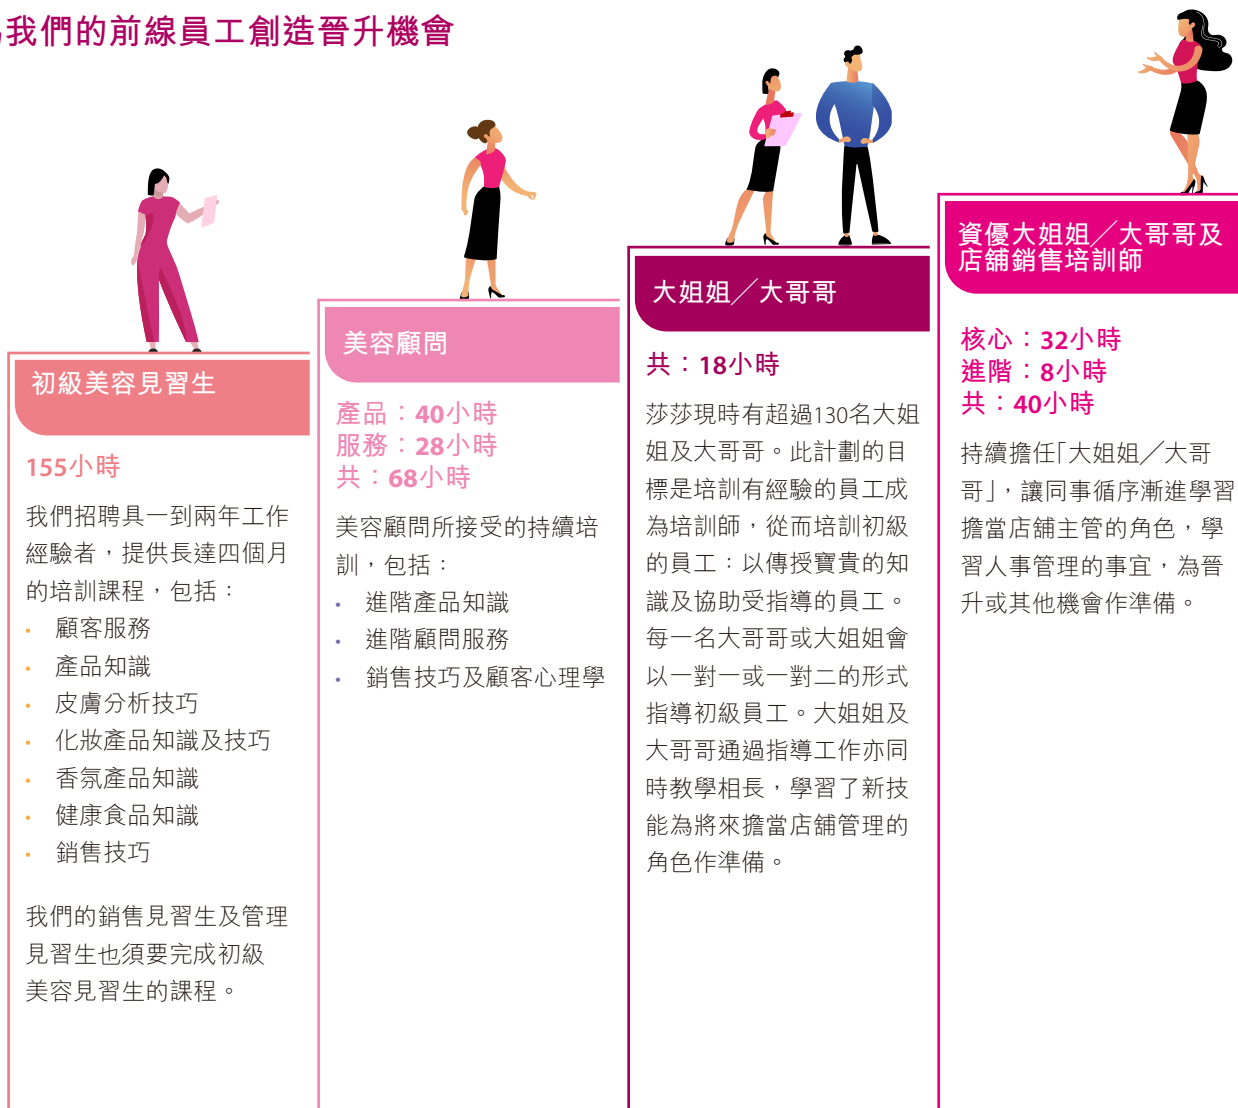 我們的前線員工創造晉升機會
初級美容見習生
155小時
我們招聘具一到兩年工作
經驗者，提供長達四個月
的培訓課程，包括：
• 顧客服務
• 產品知識
• 皮膚分析技巧
• 化妝產品知識及技巧
• 香氛產品知識
• 健康食品知識
• 銷售技巧
我們的銷售見習生及管理
見習生也須要完成初級
美容見習生的課程。
美容顧問
產品：40小時
服務：28小時
共：68小時
美容顧問所接受的持續培
訓，包括：
• 進階產品知識
• 進階顧問服務
• 銷售技巧及顧客心理學
大姐姐／大哥哥
共：18小時
莎莎現時有超過130名大姐
姐及大哥哥。此計劃的目
標是培訓有經驗的員工成
為培訓師，從而培訓初級
的員工：以傳授寶貴的知
識及協助受指導的員工。
每一名大哥哥或大姐姐會
以一對一或一對二的形式
指導初級員工。大姐姐及
大哥哥通過指導工作亦同
時教學相長，學習了新技
能為將來擔當店舖管理的
角色作準備。
資優大姐姐／大哥哥及
店舖銷售培訓師
核心：32小時
進階：8小時
共：40小時
持續擔任「大姐姐／大哥
哥」，讓同事循序漸進學習
擔當店舖主管的角色，學
習人事管理的事宜，為晉
升或其他機會作準備。